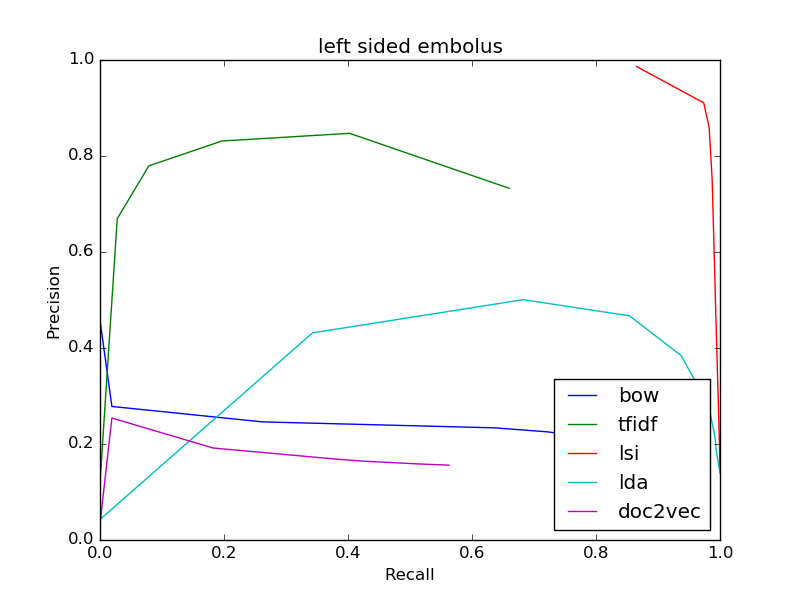 left sided embolus
1.0
0.8
0.6
0.4
0.2
0.0
Precision
0.0 0.2 0.4 0.6 0.8 1.0
Recall
bow
tfidf
lsi
lda
doc2vec